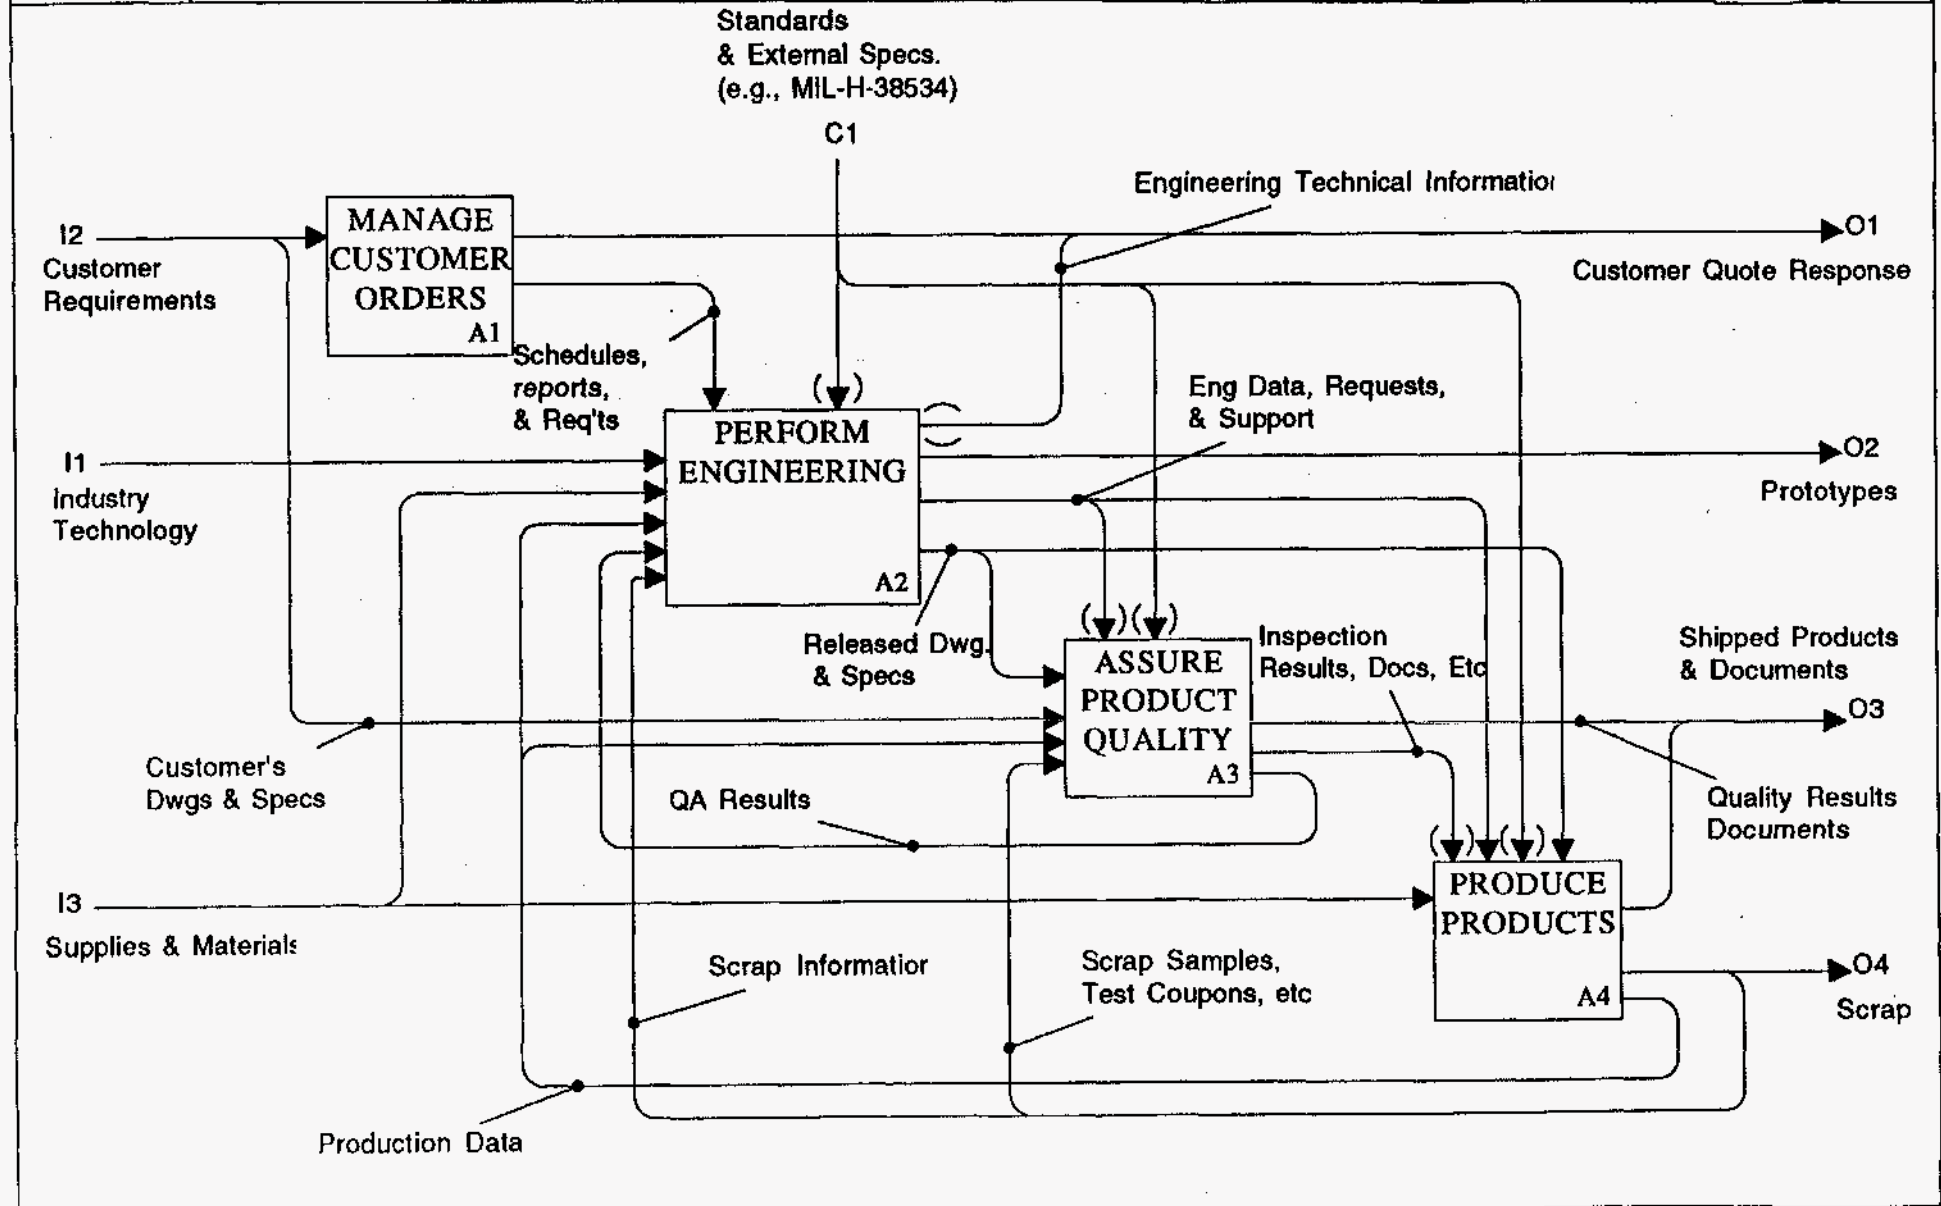 Standards
& External Specs.
(e.g., MIL-H-38534)
C1
Engineering Technical Information
I2
Customer
Requirements
MANAGE
CUSTOMER
ORDERS
A1
O1
Customer Quote Response
Schedules,
reports,
& Req'ts
( )
Eng Data, Requests,
& Support
I1
Industry
Technology
PERFORM
ENGINEERING
A2
O2
Prototypes
Released Dwg.
& Specs
( ) ( )
ASSURE
PRODUCT
QUALITY
A3
Inspection
Results, Docs, Etc
Shipped Products
& Documents
O3
Customer's
Dwgs & Specs
QA Results
Quality Results
Documents
( ) ( )
I3
Supplies & Materials
PRODUCE
PRODUCTS
A4
Scrap Information
Scrap Samples,
Test Coupons, etc
O4
Scrap
Production Data